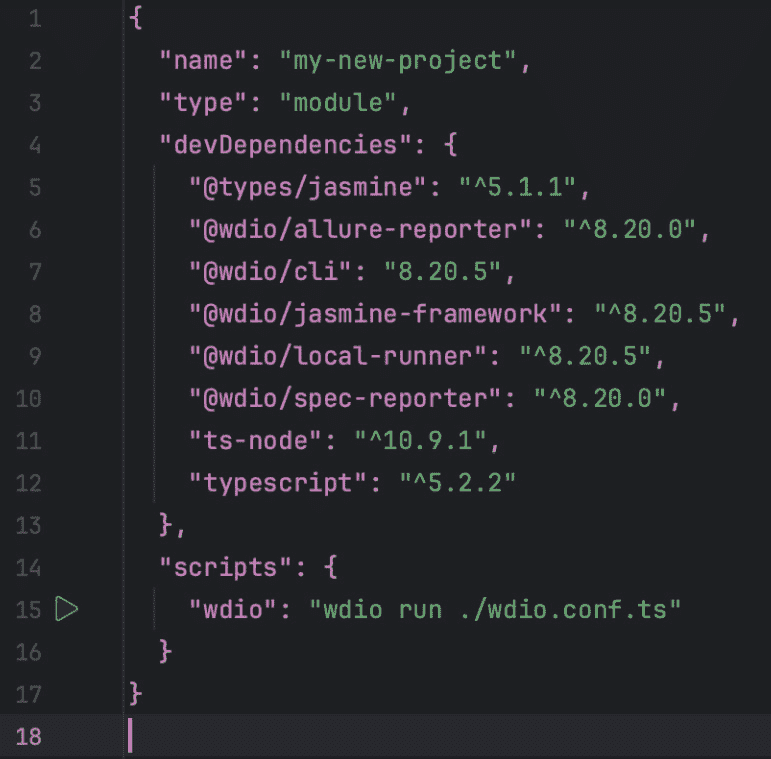 1 {
2   "name": "my-new-project",
3   "type": "module",
4   "devDependencies": {
5     "@types/jasmine": "^5.1.1",
6     "@wdio/allure-reporter": "^8.20.0",
7     "@wdio/cli": "8.20.5",
8     "@wdio/jasmine-framework": "^8.20.5",
9     "@wdio/local-runner": "^8.20.5",
10     "@wdio/spec-reporter": "^8.20.0",
11     "ts-node": "^10.9.1",
12     "typescript": "^5.2.2"
13   },
14   "scripts": {
15     "wdio": "wdio run ./wdio.conf.ts"
16   }
17 }
18